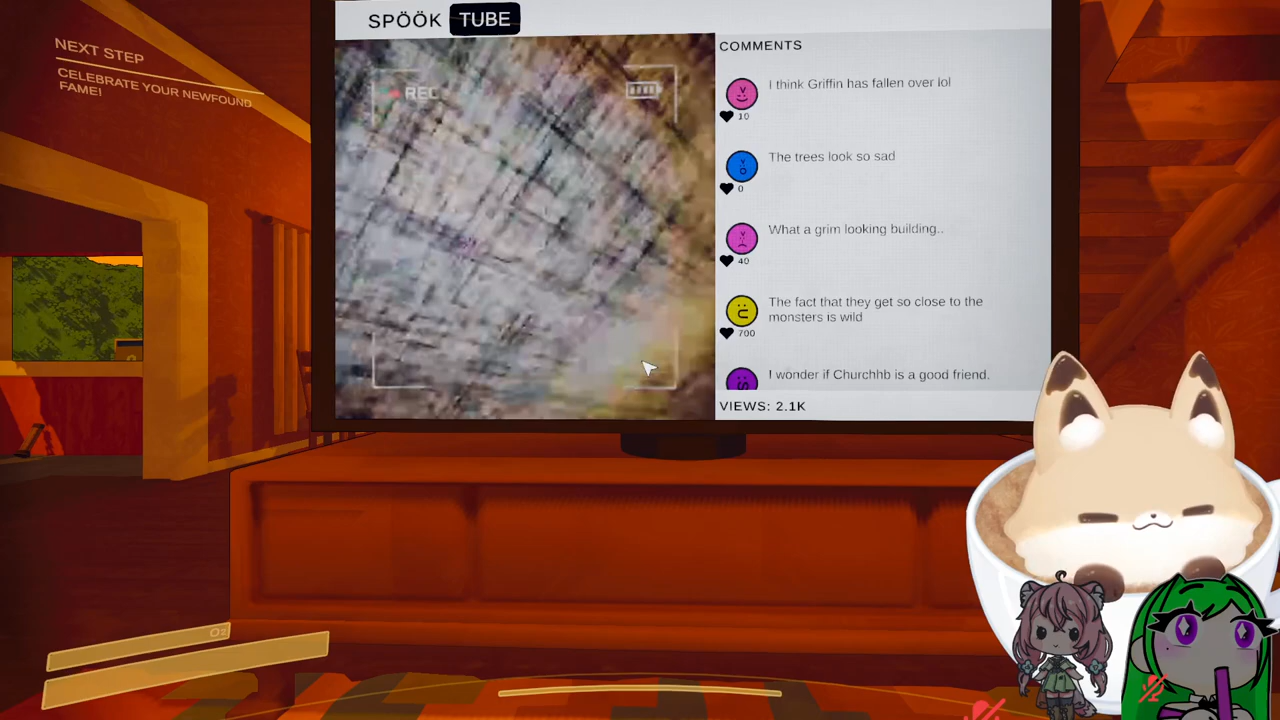 NEXT STEP
CELEBRATE YOUR NEWFOUND
FAME!
SPÖÖK TUBE
REC
COMMENTS
I think Griffin has fallen over lol
10
The trees look so sad
0
What a grim looking building..
40
The fact that they get so close to the
monsters is wild
700
I wonder if Churchhb is a good friend.
VIEWS: 2.1K
O2